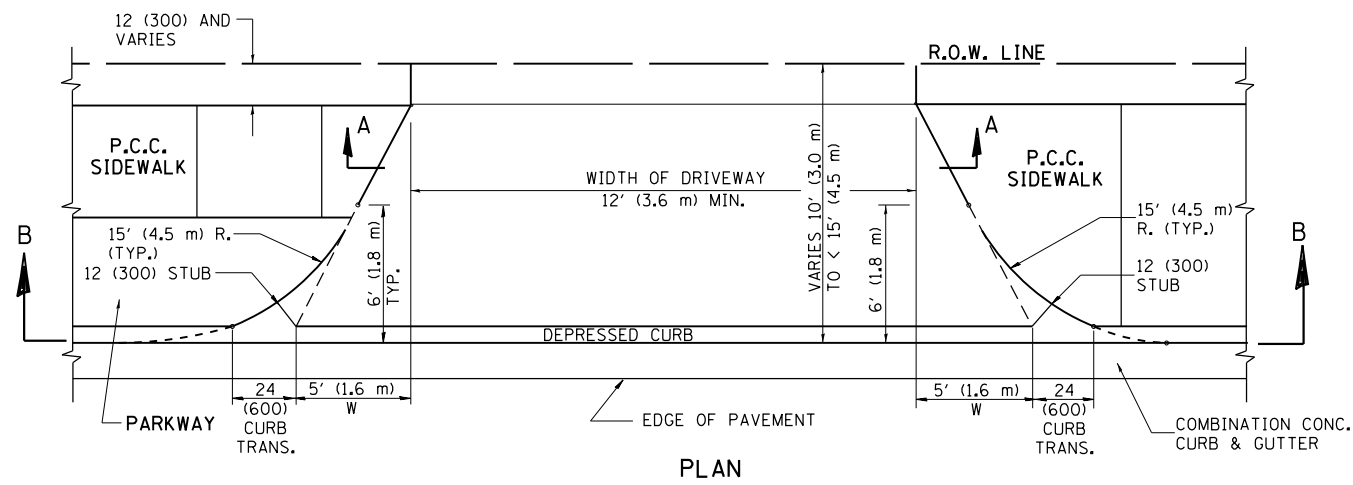 12 (300) AND
VARIES
R.O.W. LINE
A
A
P.C.C.
SIDEWALK
P.C.C.
SIDEWALK
WIDTH OF DRIVEWAY
12' (3.6 m) MIN.
VARIES 10' (3.0 m)
TO < 15' (4.5 m)
15' (4.5 m) R.
(TYP.)
12 (300) STUB
6' (1.8 m)
TYP.
6' (1.8 m)
15' (4.5 m)
R. (TYP.)
12 (300)
STUB
B
B
DEPRESSED CURB
24
(600)
CURB
TRANS.
5' (1.6 m)
W
5' (1.6 m)
W
24
(600)
CURB
TRANS.
PARKWAY
EDGE OF PAVEMENT
COMBINATION CONC.
CURB & GUTTER
PLAN